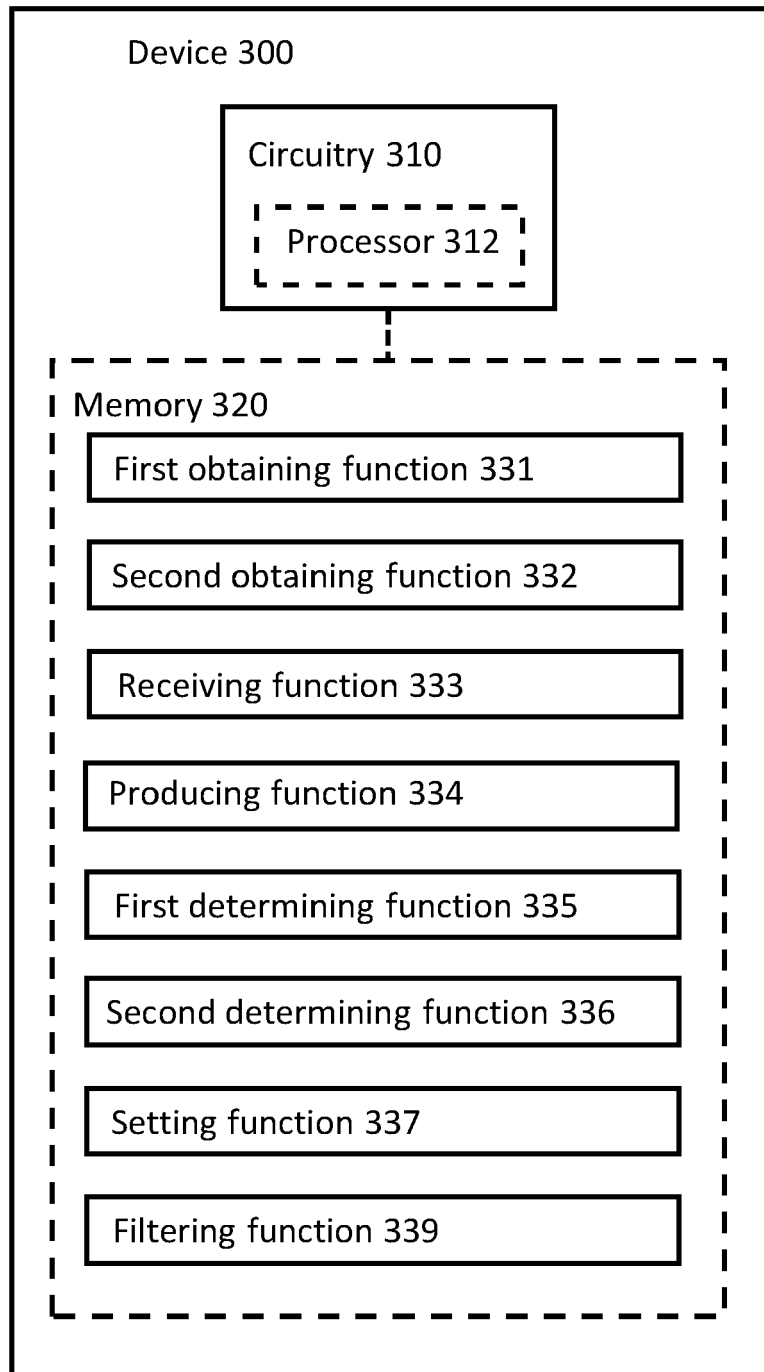 Device 300
Circuitry 310
Processor 312
Memory 320
First obtaining function 331
Second obtaining function 332
Receiving function 333
Producing function 334
First determining function 335
Second determining function 336
Setting function 337
Filtering function 339